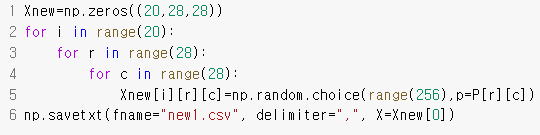 1 Xnew=np.zeros((20,28,28))
2 for i in range(20):
3     for r in range(28):
4         for c in range(28):
5             Xnew[i][r][c]=np.random.choice(range(256),p=P[r][c])
6 np.savetxt(fname="new1.csv", delimiter=",", X=Xnew[0])